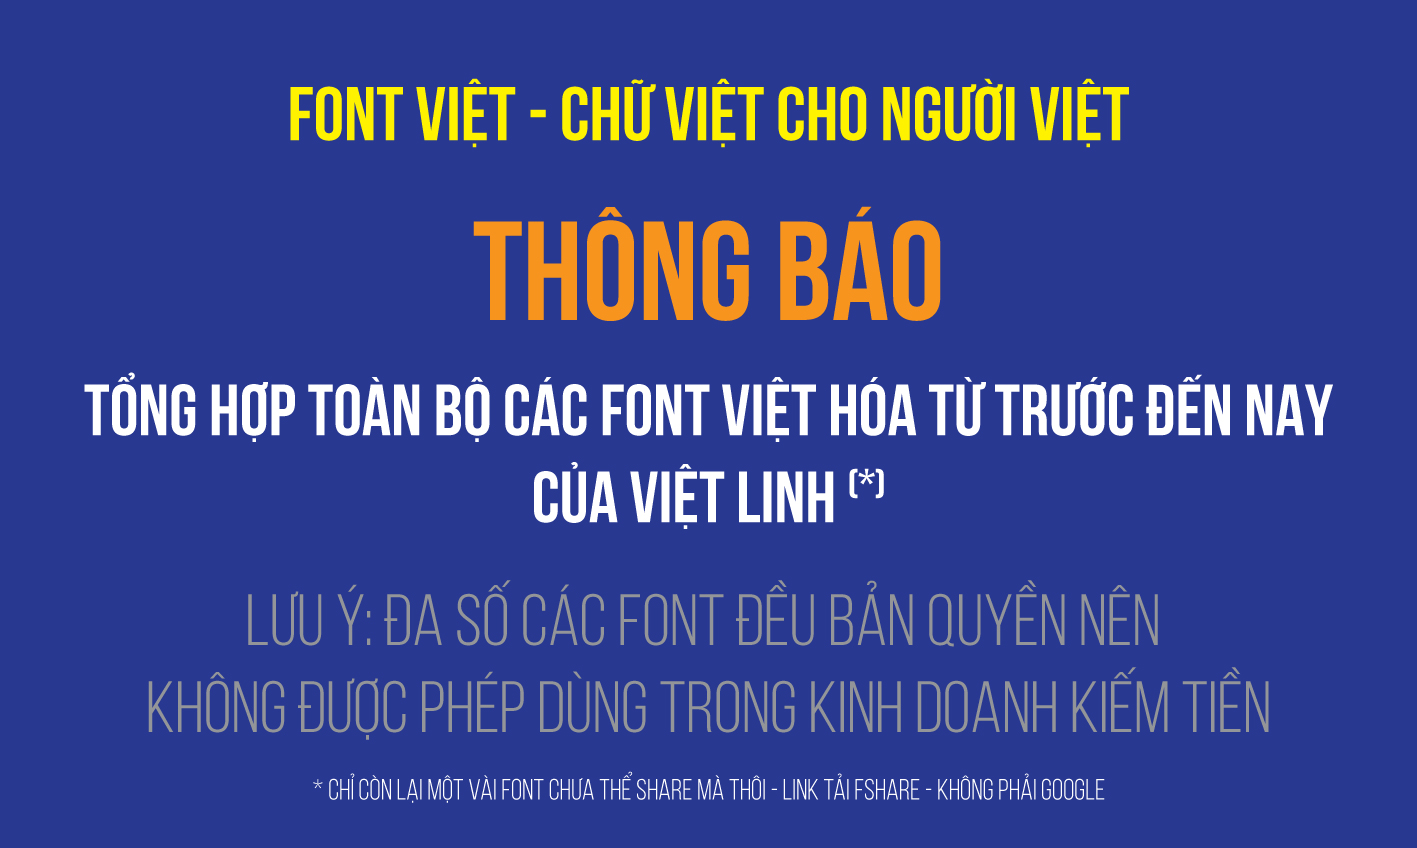 FONT VIỆT - CHỮ VIỆT CHO NGƯỜI VIỆT
THÔNG BÁO
TỔNG HỢP TOÀN BỘ CÁC FONT VIỆT HÓA TỪ TRƯỚC ĐẾN NAY
CỦA VIỆT LINH (*)
LƯU Ý: ĐA SỐ CÁC FONT ĐỀU BẢN QUYỀN NÊN
KHÔNG ĐƯỢC PHÉP DÙNG TRONG KINH DOANH KIẾM TIỀN
* CHỈ CÒN LẠI MỘT VÀI FONT CHƯA THỂ SHARE MÀ THÔI - LINK TẢI FSHARE - KHÔNG PHẢI GOOGLE